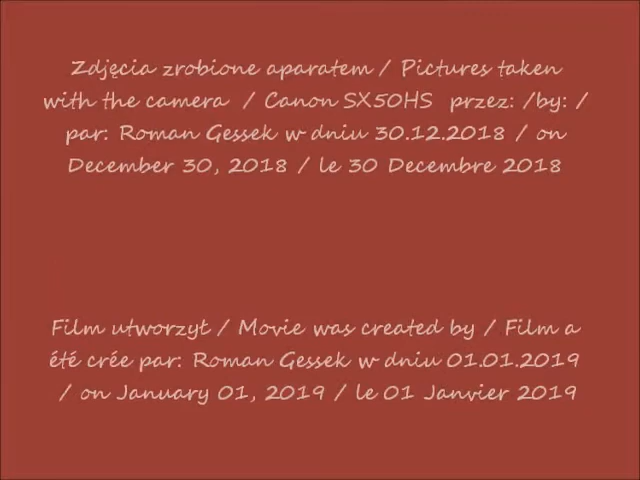 Zdjęcia zrobione aparatem / Pictures taken
with the camera / Canon SX50HS przez: /by: /
par: Roman Gessek w dniu 30.12.2018 / on
December 30, 2018 / le 30 Decembre 2018
Film utworzył / Movie was created by / Film a
été crée par: Roman Gessek w dniu 01.01.2019
/ on January 01, 2019 / le 01 Janvier 2019